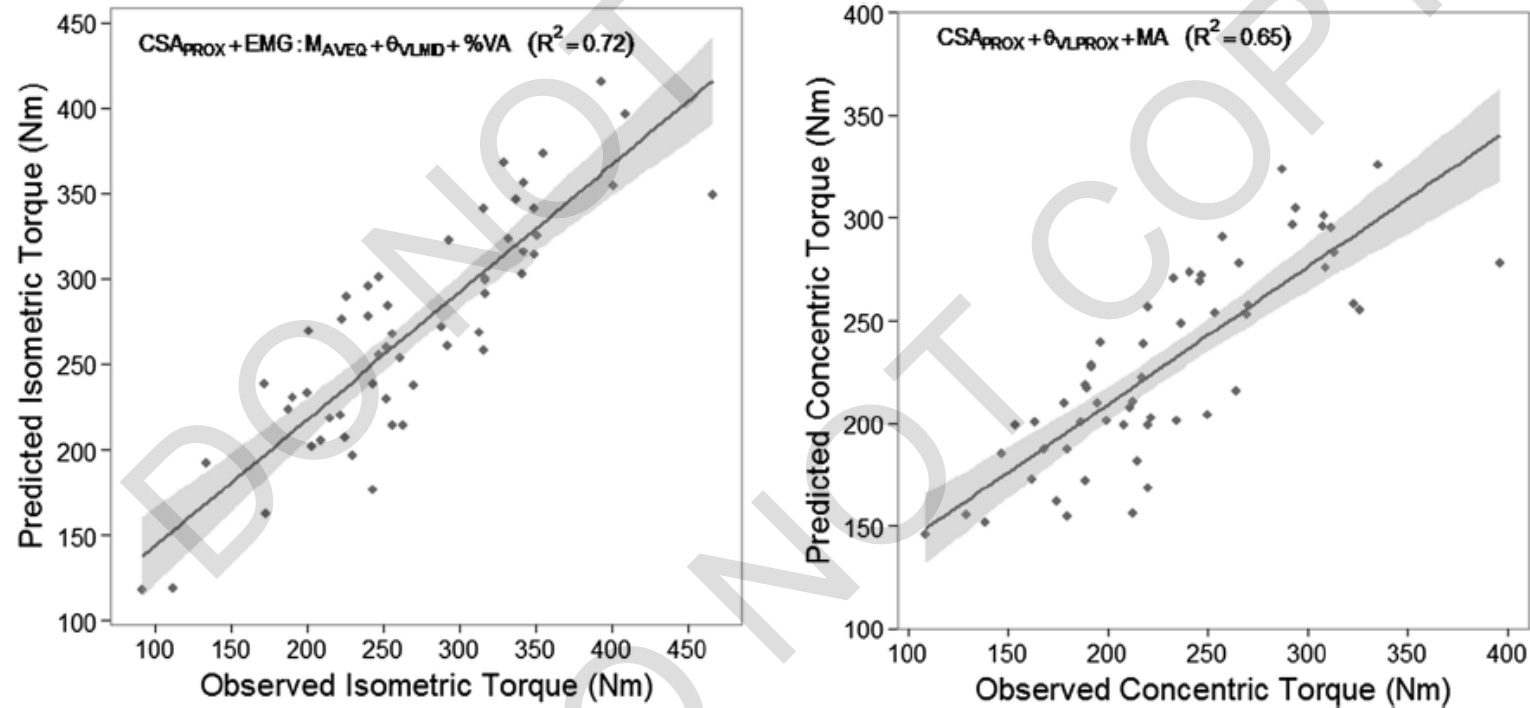 CSAPROX+EMG:MAVEQ+θVLMID+%VA (R²=0.72)
450
400
350
300
250
200
150
100
Predicted Isometric Torque (Nm)
100 150 200 250 300 350 400 450
Observed Isometric Torque (Nm)
CSAPROX+θVLPROX+MA (R²=0.65)
400
350
300
250
200
150
100
Predicted Concentric Torque (Nm)
100 150 200 250 300 350 400
Observed Concentric Torque (Nm)
DO NOT
DO NOT COP